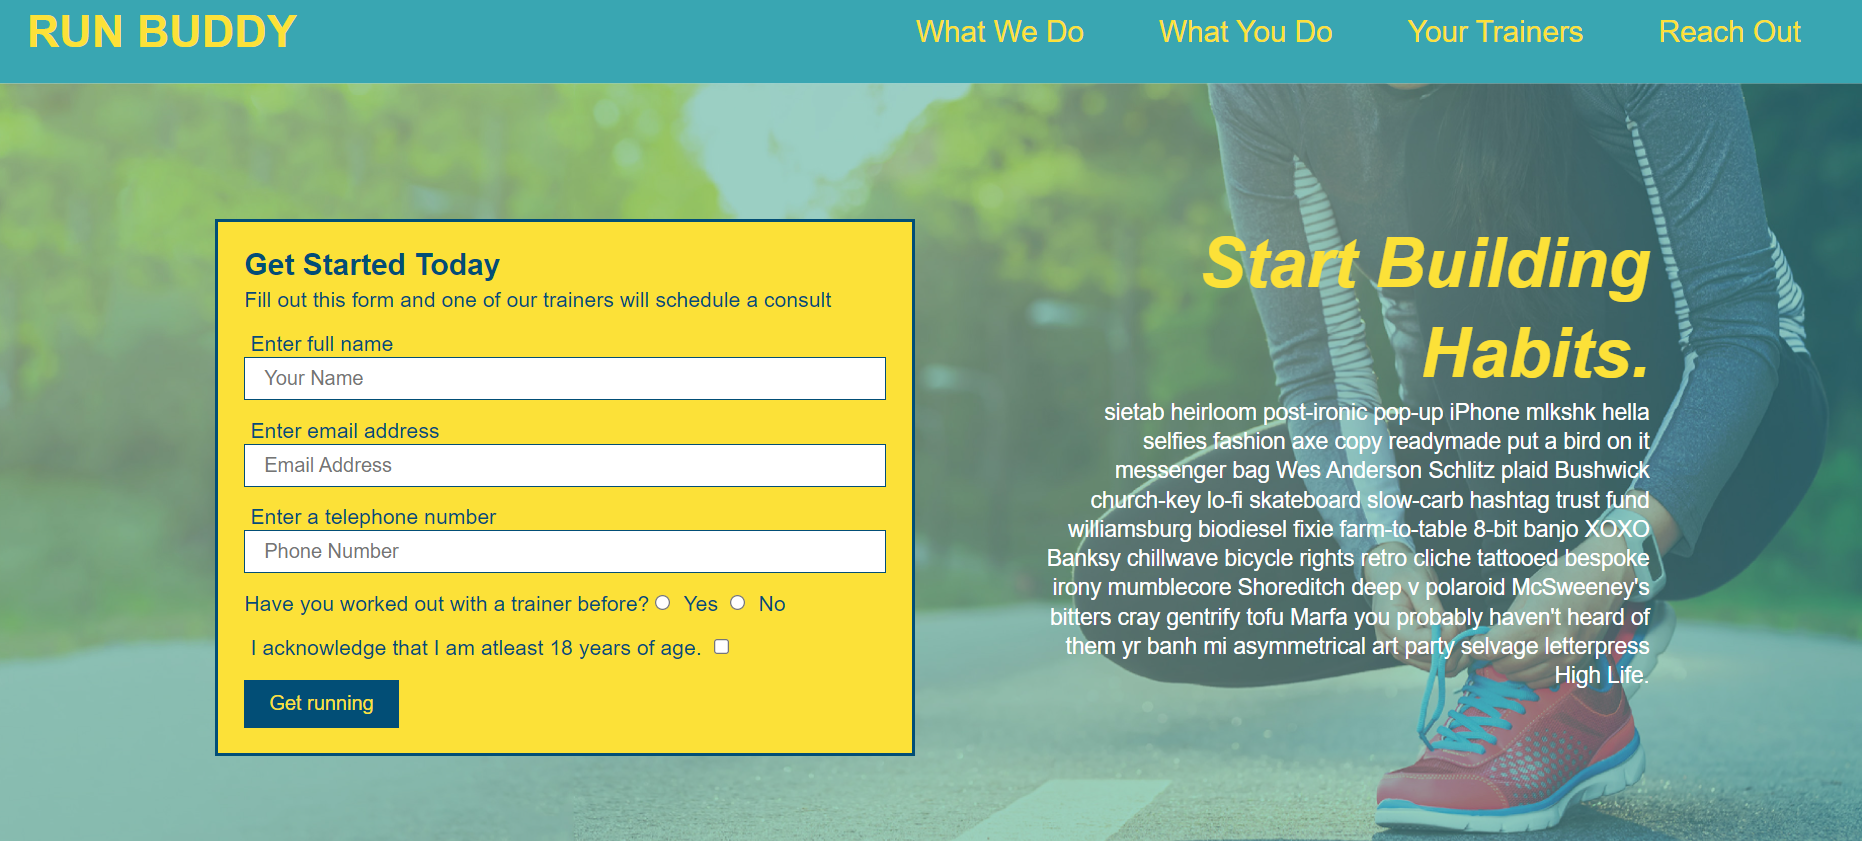 RUN BUDDY
What We Do
What You Do
Your Trainers
Reach Out
Get Started Today
Fill out this form and one of our trainers will schedule a consult
Enter full name
Your Name
Enter email address
Email Address
Enter a telephone number
Phone Number
Have you worked out with a trainer before? Yes No
I acknowledge that I am atleast 18 years of age.
Get running
Start Building
Habits.
sietab heirloom post-ironic pop-up iPhone mlkshk hella
selfies fashion axe copy readymade put a bird on it
messenger bag Wes Anderson Schlitz plaid Bushwick
church-key lo-fi skateboard slow-carb hashtag trust fund
williamsburg biodiesel fixie farm-to-table 8-bit banjo XOXO
Banksy chillwave bicycle rights retro cliche tattooed bespoke
irony mumblecore Shoreditch deep v polaroid McSweeney's
bitters cray gentrify tofu Marfa you probably haven't heard of
them yr banh mi asymmetrical art party selvage letterpress
High Life.